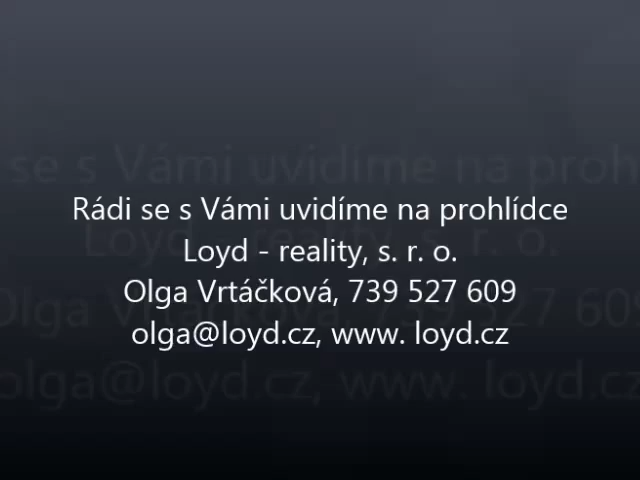 Rádi se s Vámi uvidíme na prohlídce
Loyd - reality, s. r. o.
Olga Vrtáčková, 739 527 609
olga@loyd.cz, www. loyd.cz